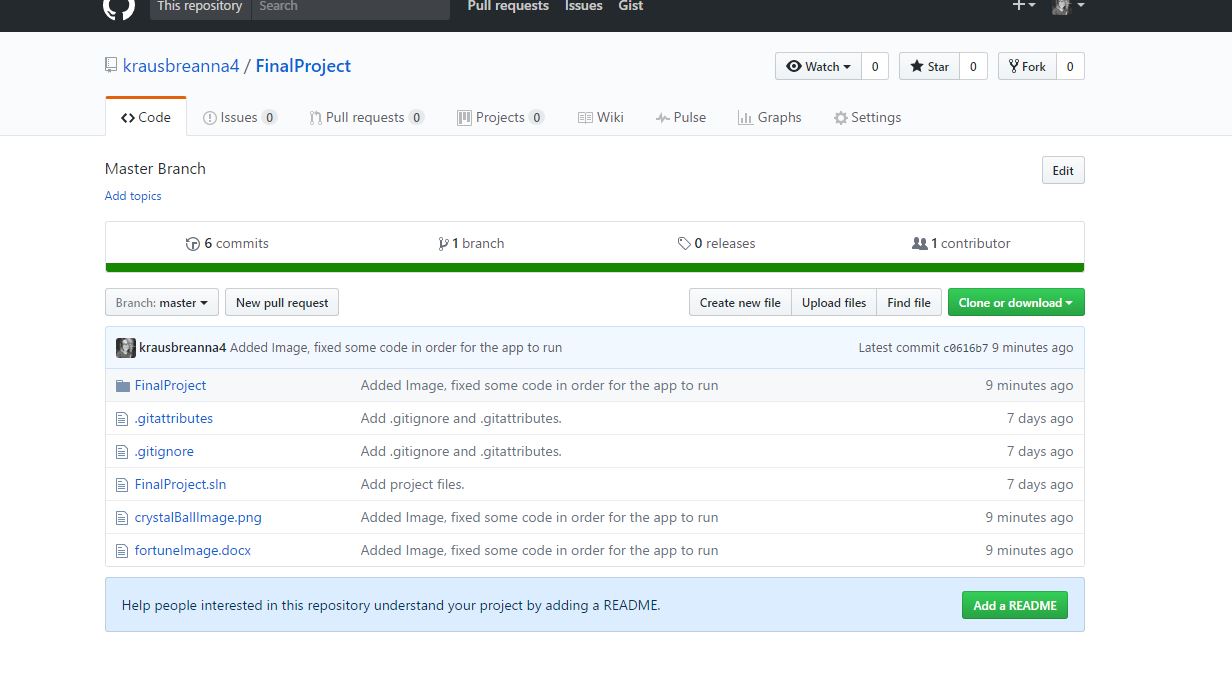 This repository Search Pull requests Issues Gist
krausbreanna4 / FinalProject Watch 0 Star 0 Fork 0
Code Issues 0 Pull requests 0 Projects 0 Wiki Pulse Graphs Settings
Master Branch Edit
Add topics
6 commits 1 branch 0 releases 1 contributor
Branch: master New pull request Create new file Upload files Find file Clone or download
krausbreanna4 Added Image, fixed some code in order for the app to run Latest commit c0616b7 9 minutes ago
FinalProject Added Image, fixed some code in order for the app to run 9 minutes ago
.gitattributes Add .gitignore and .gitattributes. 7 days ago
.gitignore Add .gitignore and .gitattributes. 7 days ago
FinalProject.sln Add project files. 7 days ago
crystalBallImage.png Added Image, fixed some code in order for the app to run 9 minutes ago
fortuneImage.docx Added Image, fixed some code in order for the app to run 9 minutes ago
Help people interested in this repository understand your project by adding a README. Add a README